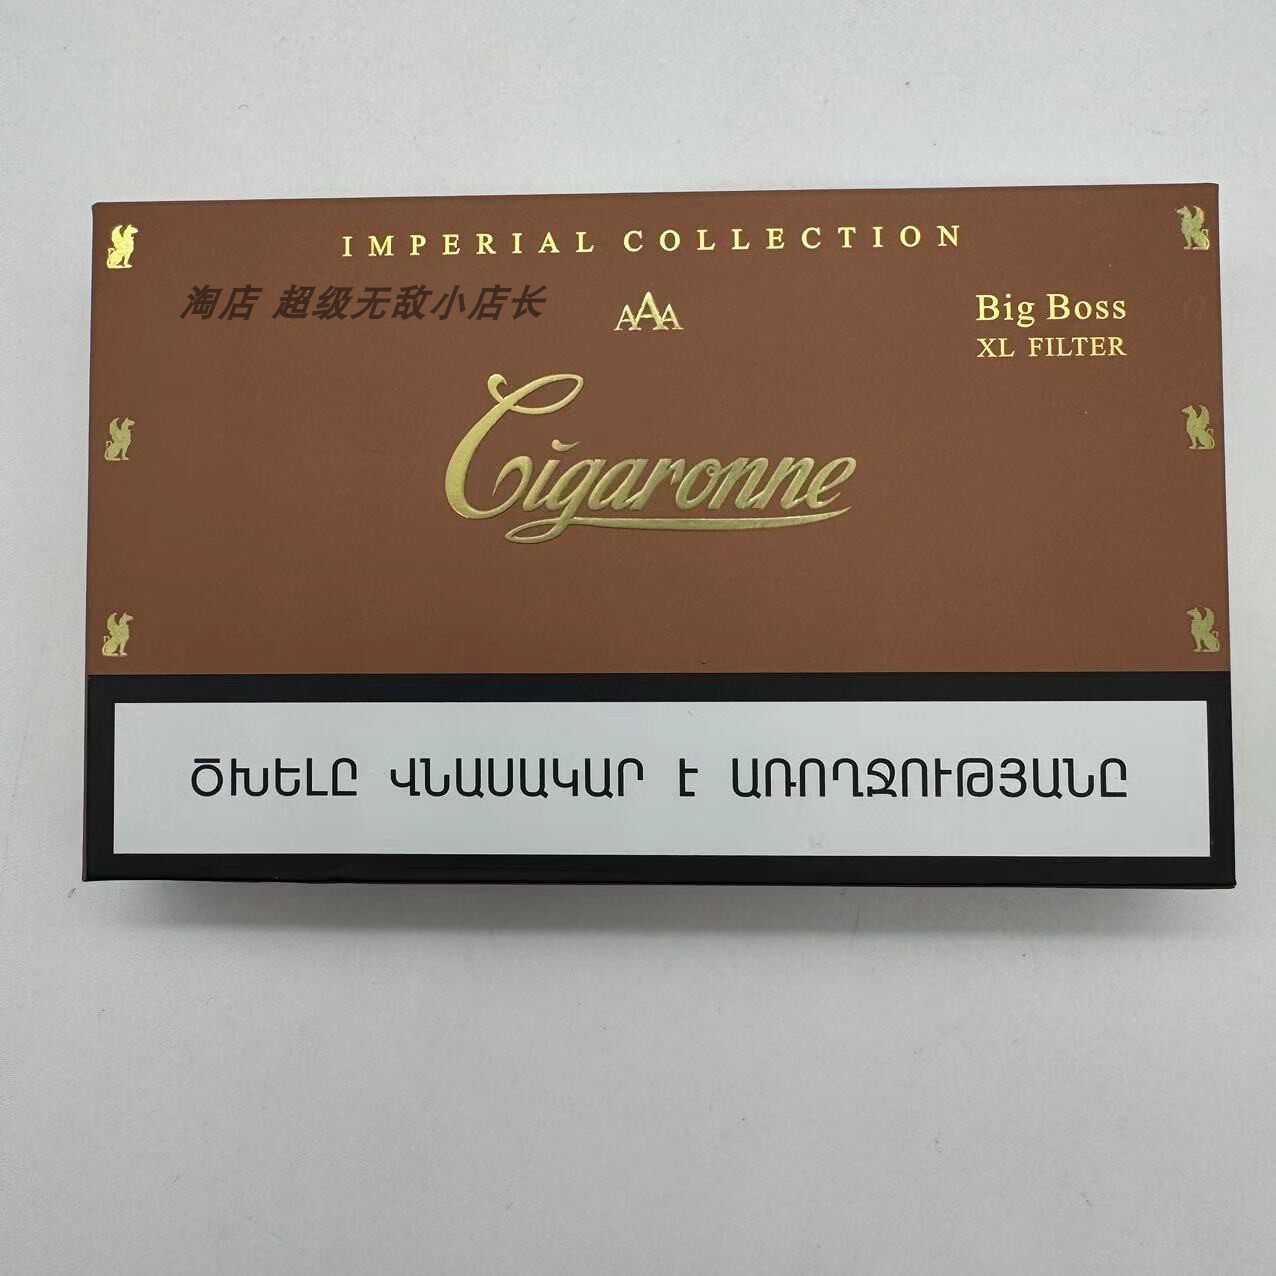 IMPERIAL COLLECTION
淘店 超级无敌小店长
AAA
Big Boss
XL FILTER
Cigaronne
ԾԽԵԼԸ ՎՆԱՍԱԿԱՐ Է ԱՌՈՂՋՈՒԹՅԱՆԸ